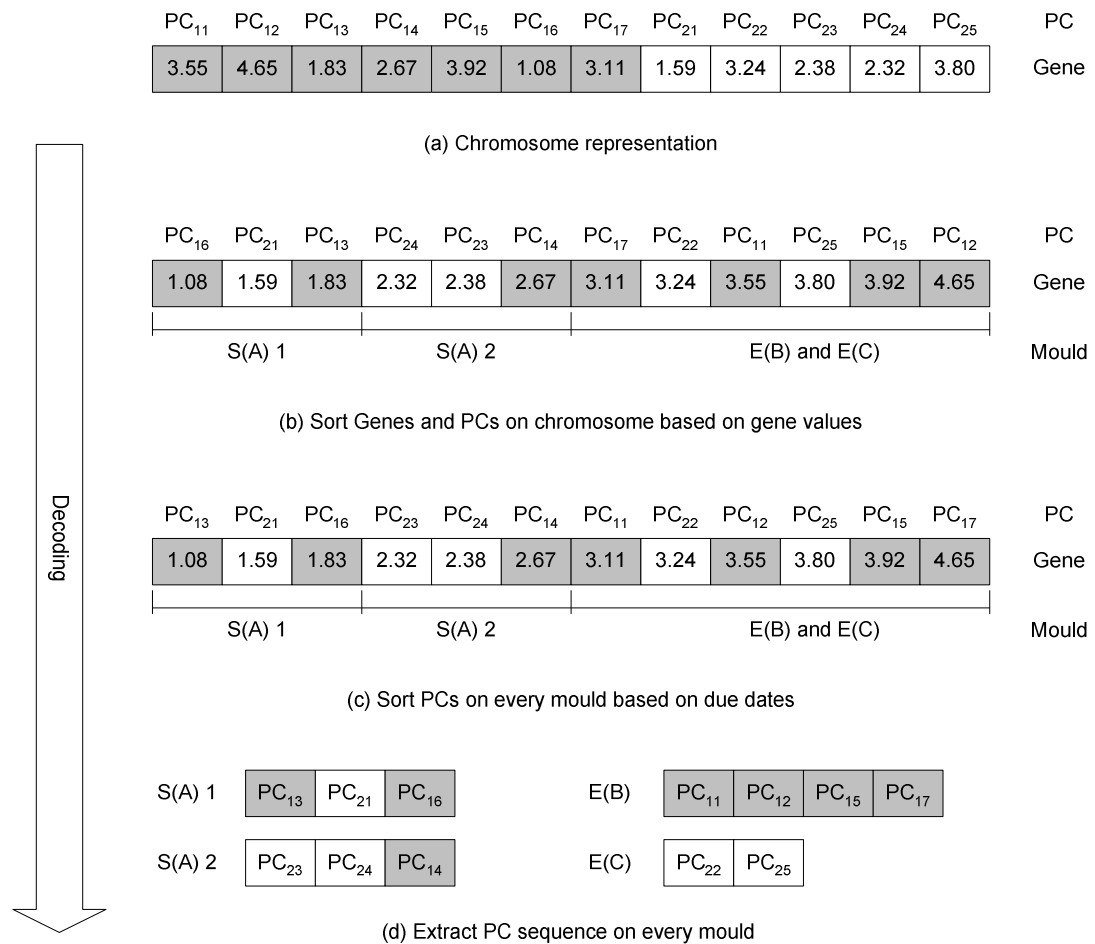 PC11 PC12 PC13 PC14 PC15 PC16 PC17 PC21 PC22 PC23 PC24 PC25 PC
3.55 4.65 1.83 2.67 3.92 1.08 3.11 1.59 3.24 2.38 2.32 3.80 Gene
(a) Chromosome representation
PC16 PC21 PC13 PC24 PC23 PC14 PC17 PC22 PC11 PC25 PC15 PC12 PC
1.08 1.59 1.83 2.32 2.38 2.67 3.11 3.24 3.55 3.80 3.92 4.65 Gene
S(A) 1 S(A) 2 E(B) and E(C) Mould
(b) Sort Genes and PCs on chromosome based on gene values
Decoding
PC13 PC21 PC16 PC23 PC24 PC14 PC11 PC22 PC12 PC25 PC15 PC17 PC
1.08 1.59 1.83 2.32 2.38 2.67 3.11 3.24 3.55 3.80 3.92 4.65 Gene
S(A) 1 S(A) 2 E(B) and E(C) Mould
(c) Sort PCs on every mould based on due dates
S(A) 1 PC13 PC21 PC16 E(B) PC11 PC12 PC15 PC17
S(A) 2 PC23 PC24 PC14 E(C) PC22 PC25
(d) Extract PC sequence on every mould